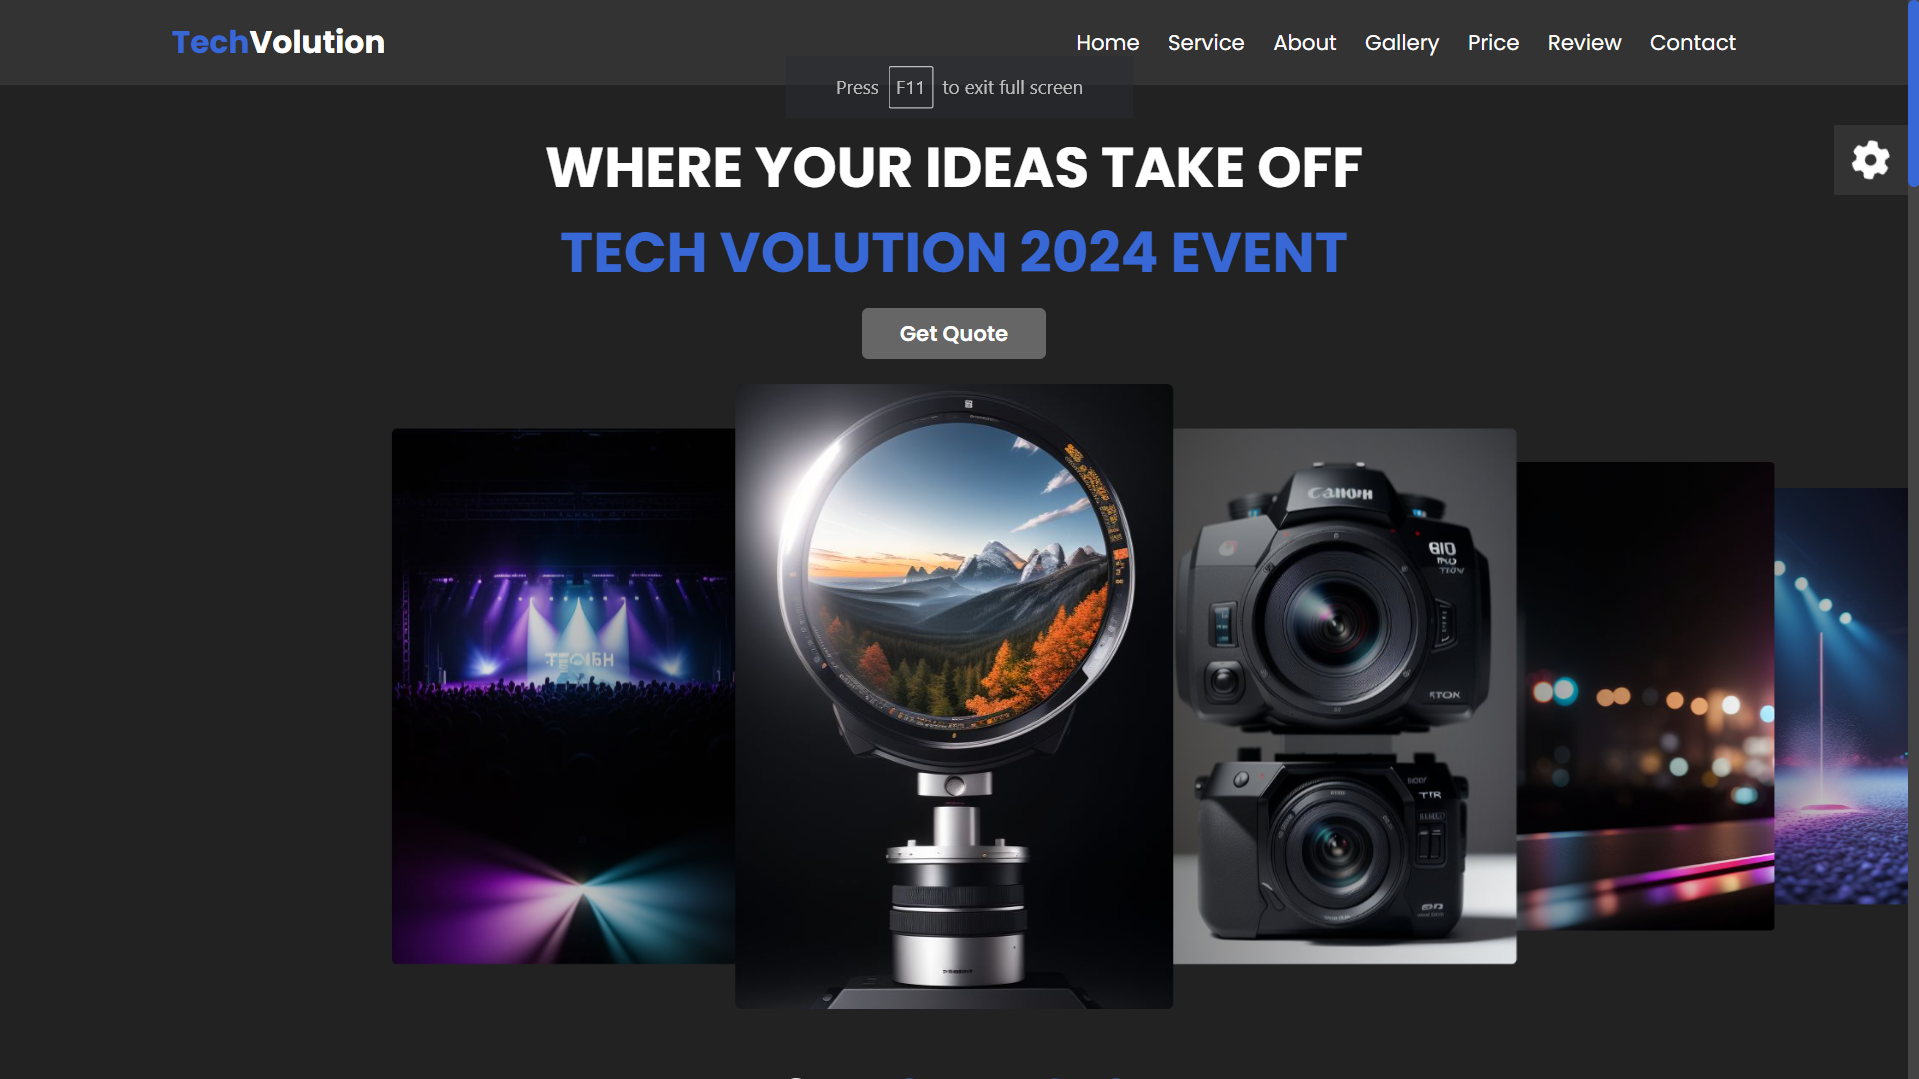 TechVolution
Home Service About Gallery Price Review Contact
Press F11 to exit full screen
WHERE YOUR IDEAS TAKE OFF
TECH VOLUTION 2024 EVENT
Get Quote